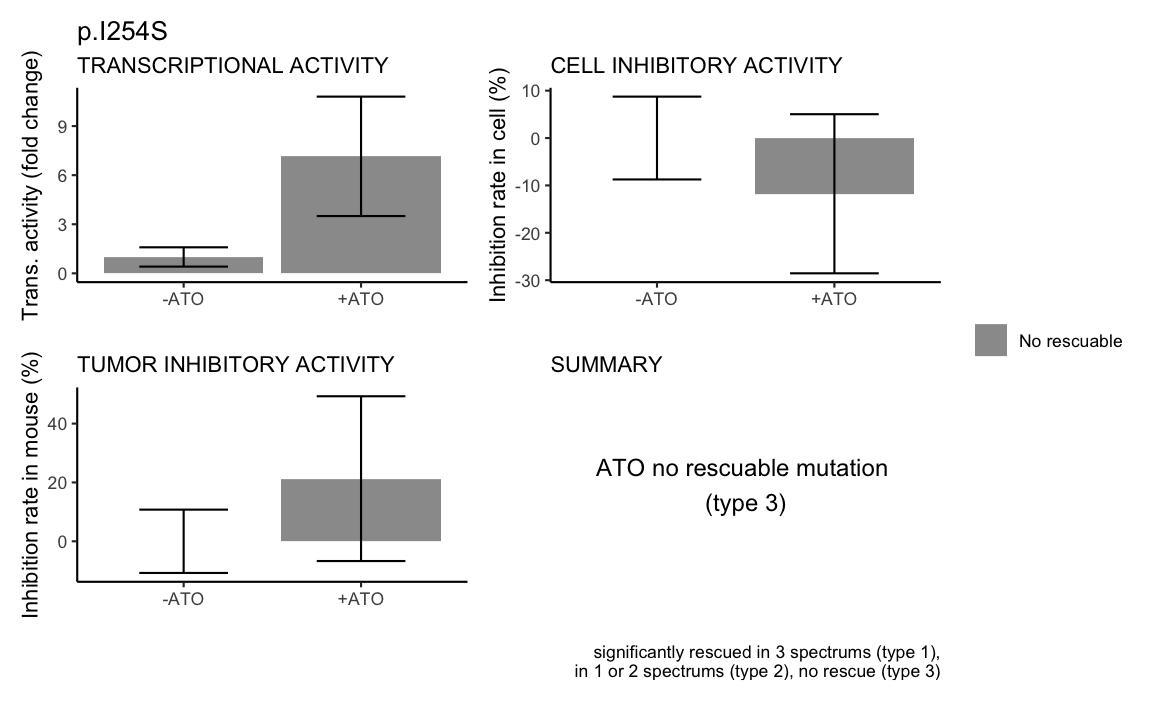 p.I254S
TRANSCRIPTIONAL ACTIVITY
Trans. activity (fold change)
9
6
3
0
-ATO
+ATO
CELL INHIBITORY ACTIVITY
Inhibition rate in cell (%)
10
0
-10
-20
-30
-ATO
+ATO
No rescuable
TUMOR INHIBITORY ACTIVITY
Inhibition rate in mouse (%)
40
20
0
-ATO
+ATO
SUMMARY
ATO no rescuable mutation
(type 3)
significantly rescued in 3 spectrums (type 1),
in 1 or 2 spectrums (type 2), no rescue (type 3)